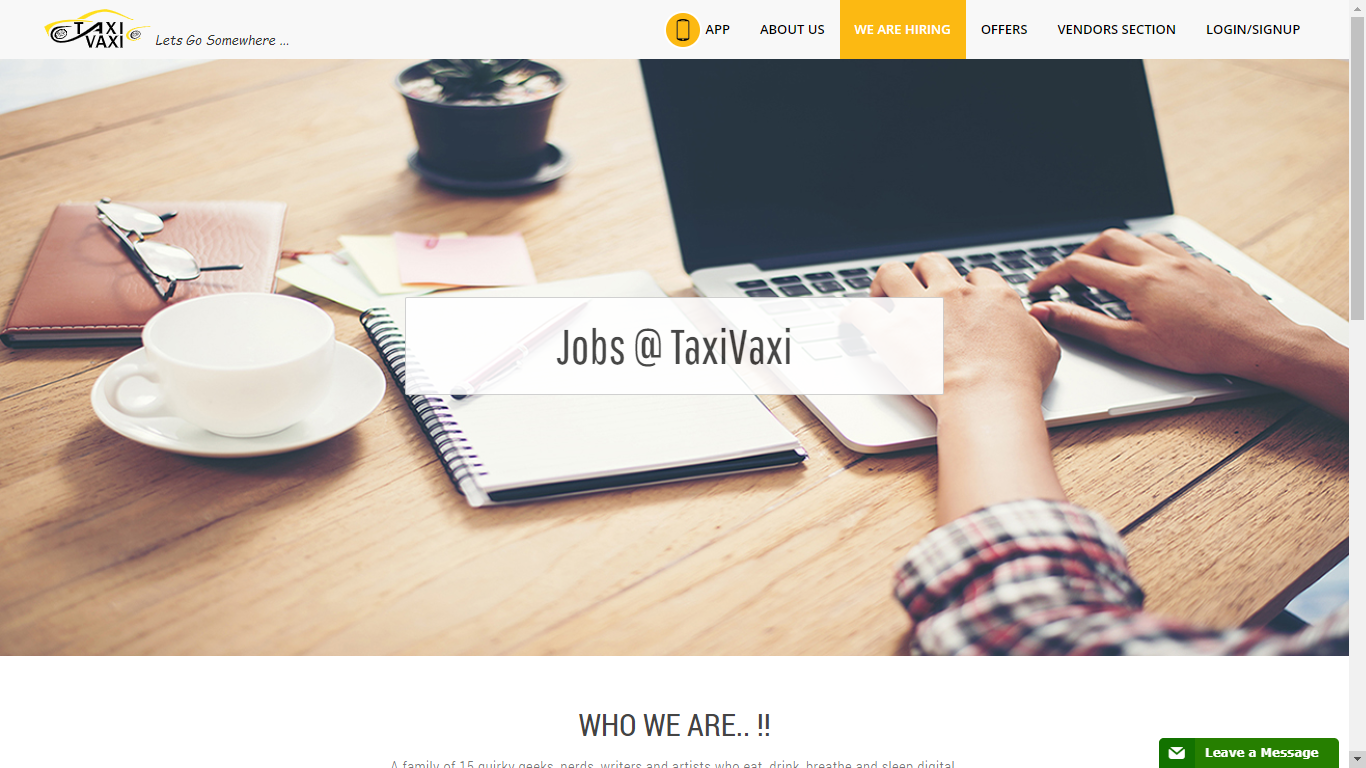 TAXI
VAXI
Lets Go Somewhere ...
APP
ABOUT US
WE ARE HIRING
OFFERS
VENDORS SECTION
LOGIN/SIGNUP
Jobs @ TaxiVaxi
WHO WE ARE.. !!
A family of 15 quirky geeks, nerds, writers and artists who eat, drink, breathe and sleep digital
Leave a Message